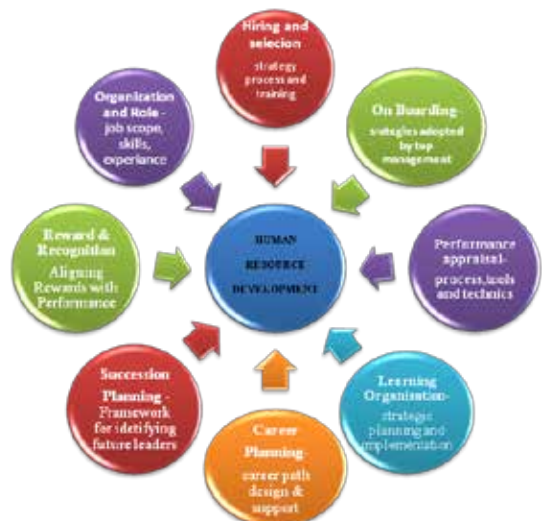 Hiring and
selecion
strategy
process and
training
On Boarding-
srategies adopted
by top
management
Performance
appraisal-
process,tools
and technics
Learning
Organisation-
strategic
planning and
implementation
Career
Planning-
career path
design &
support
Succession
Planning -
Framework
for idetifying
future leaders
Reward &
Recognition
Aligning
Rewards with
Performance
Organization
and Role -
job scope,
skills,
experiance
HUMAN
RESOURCE
DEVELOPMENT